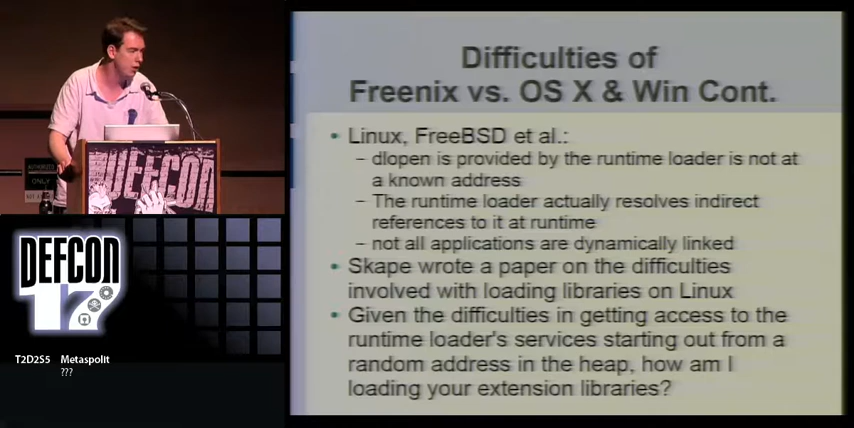 Difficulties of
Freenix vs. OS X & Win Cont.
• Linux, FreeBSD et al.:
– dlopen is provided by the runtime loader is not at
a known address
– The runtime loader actually resolves indirect
references to it at runtime
– not all applications are dynamically linked
• Skape wrote a paper on the difficulties
involved with loading libraries on Linux
• Given the difficulties in getting access to the
runtime loader's services starting out from a
random address in the heap, how am I
loading your extension libraries?
AUTHORIZED
ONLY
DEFCON
DEFCON
17
T2D2S5 Metasploit
???